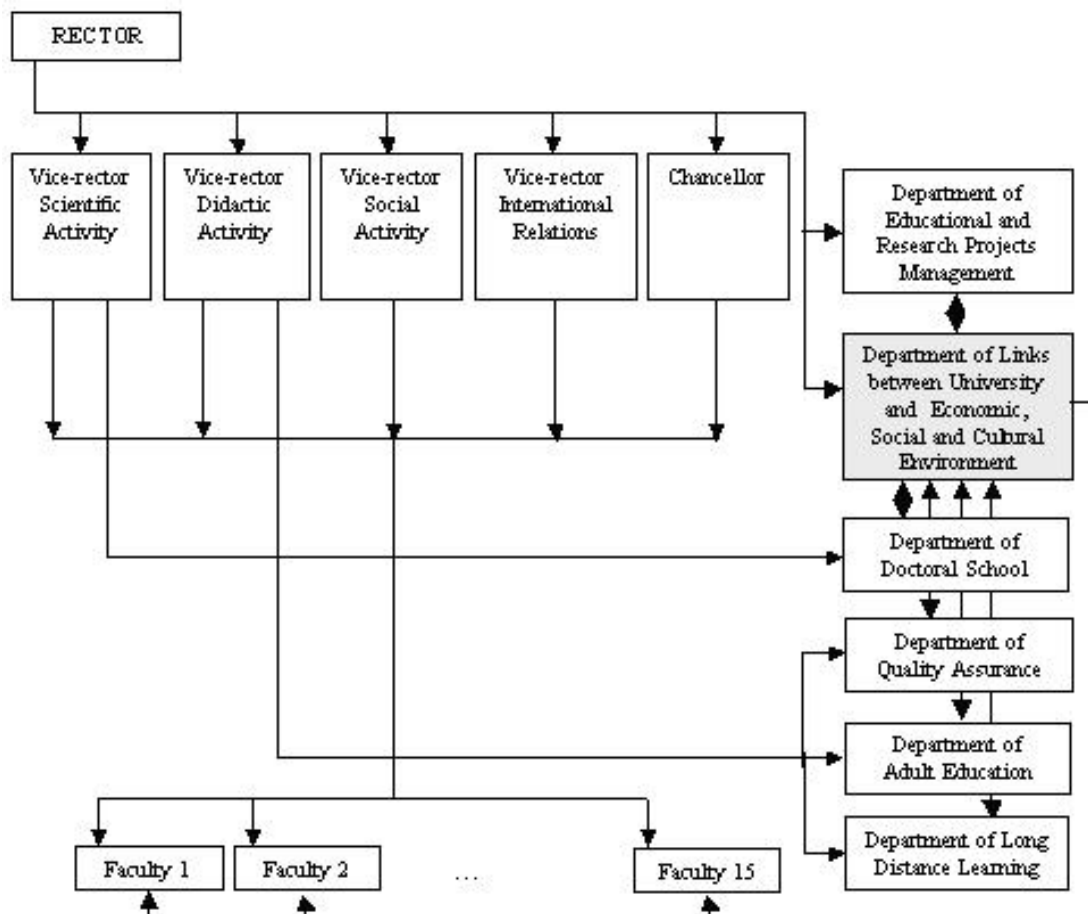 RECTOR
Vice-rector
Scientific
Activity
Vice-rector
Didactic
Activity
Vice-rector
Social
Activity
Vice-rector
International
Relations
Chancellor
Department of
Educational and
Research Projects
Management
Department of Links
between University
and Economic,
Social and Cultural
Environment
Department of
Doctoral School
Department of
Quality Assurance
Department of
Adult Education
Department of Long
Distance Learning
Faculty 1
Faculty 2
...
Faculty 15